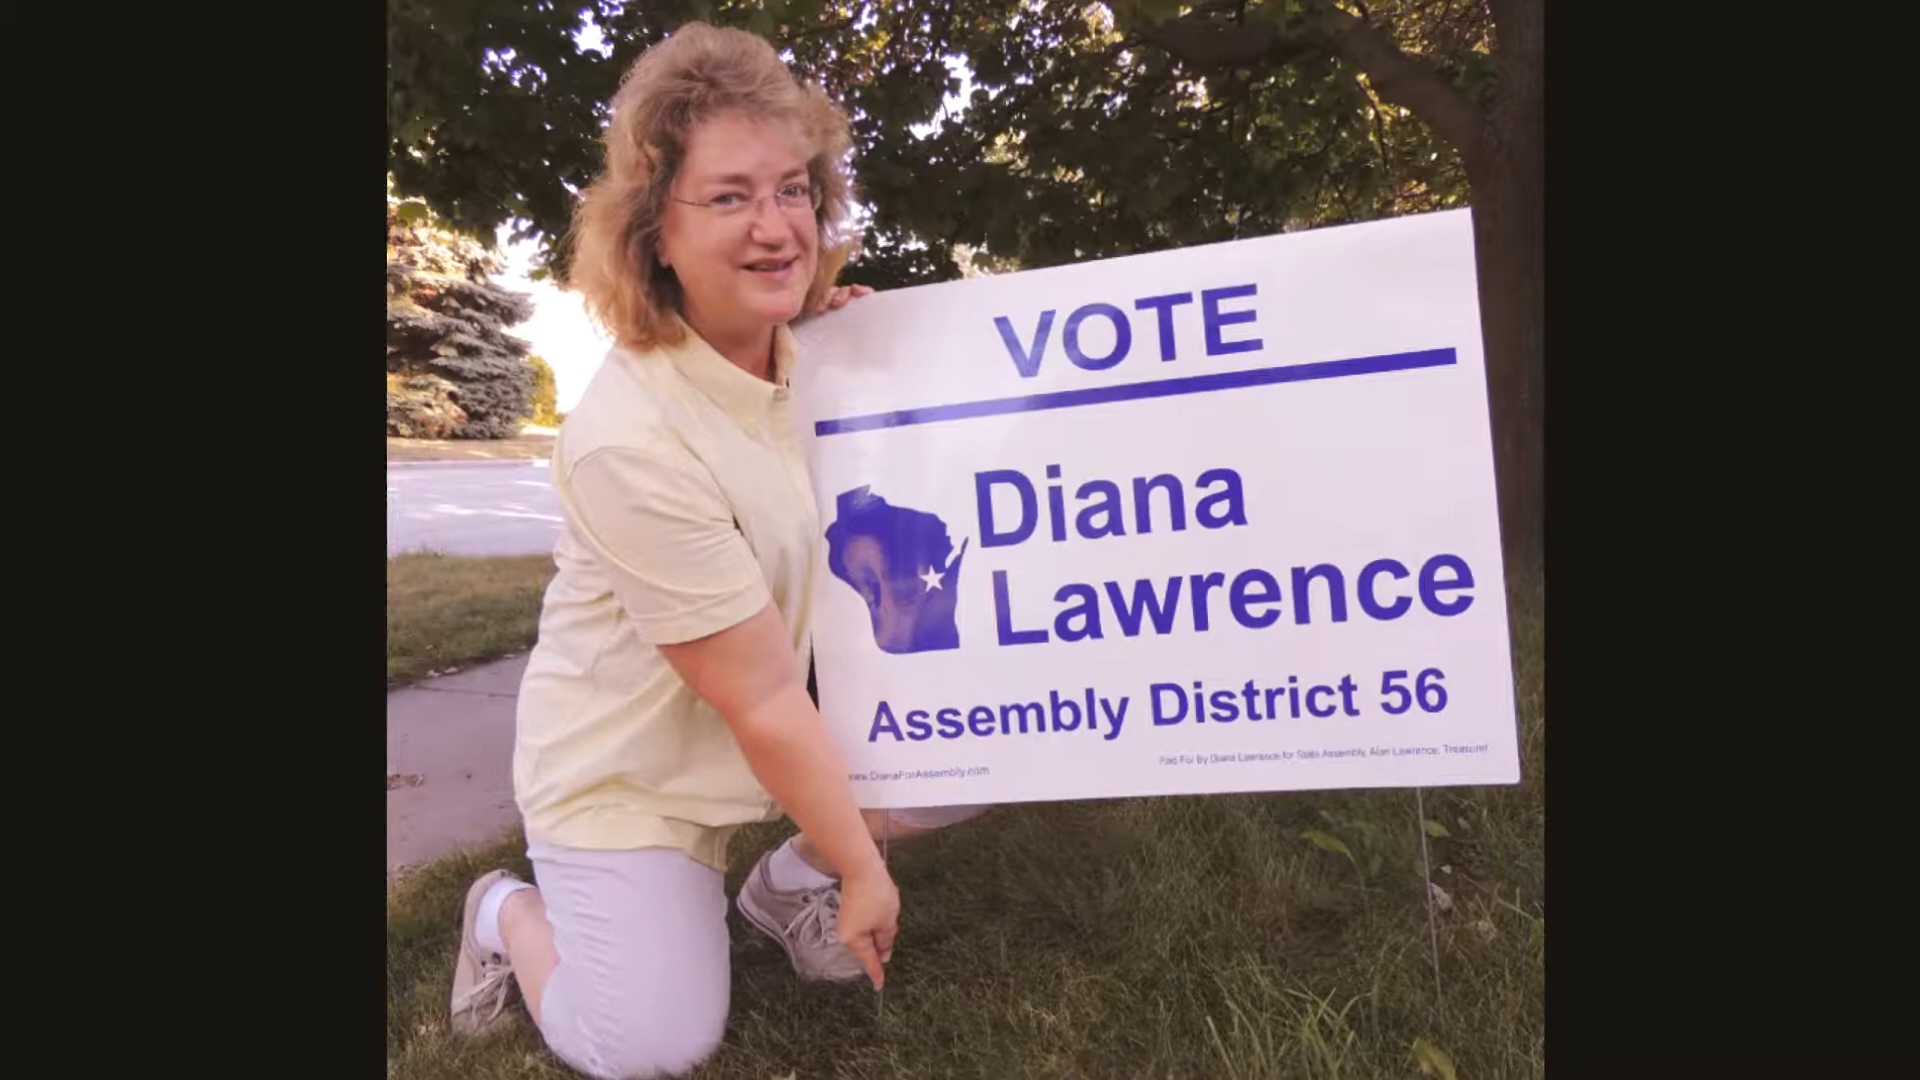 VOTE
Diana
Lawrence
Assembly District 56
www.DianaForAssembly.com
Paid For By Diana Lawrence for State Assembly, Alan Lawrence, Treasurer